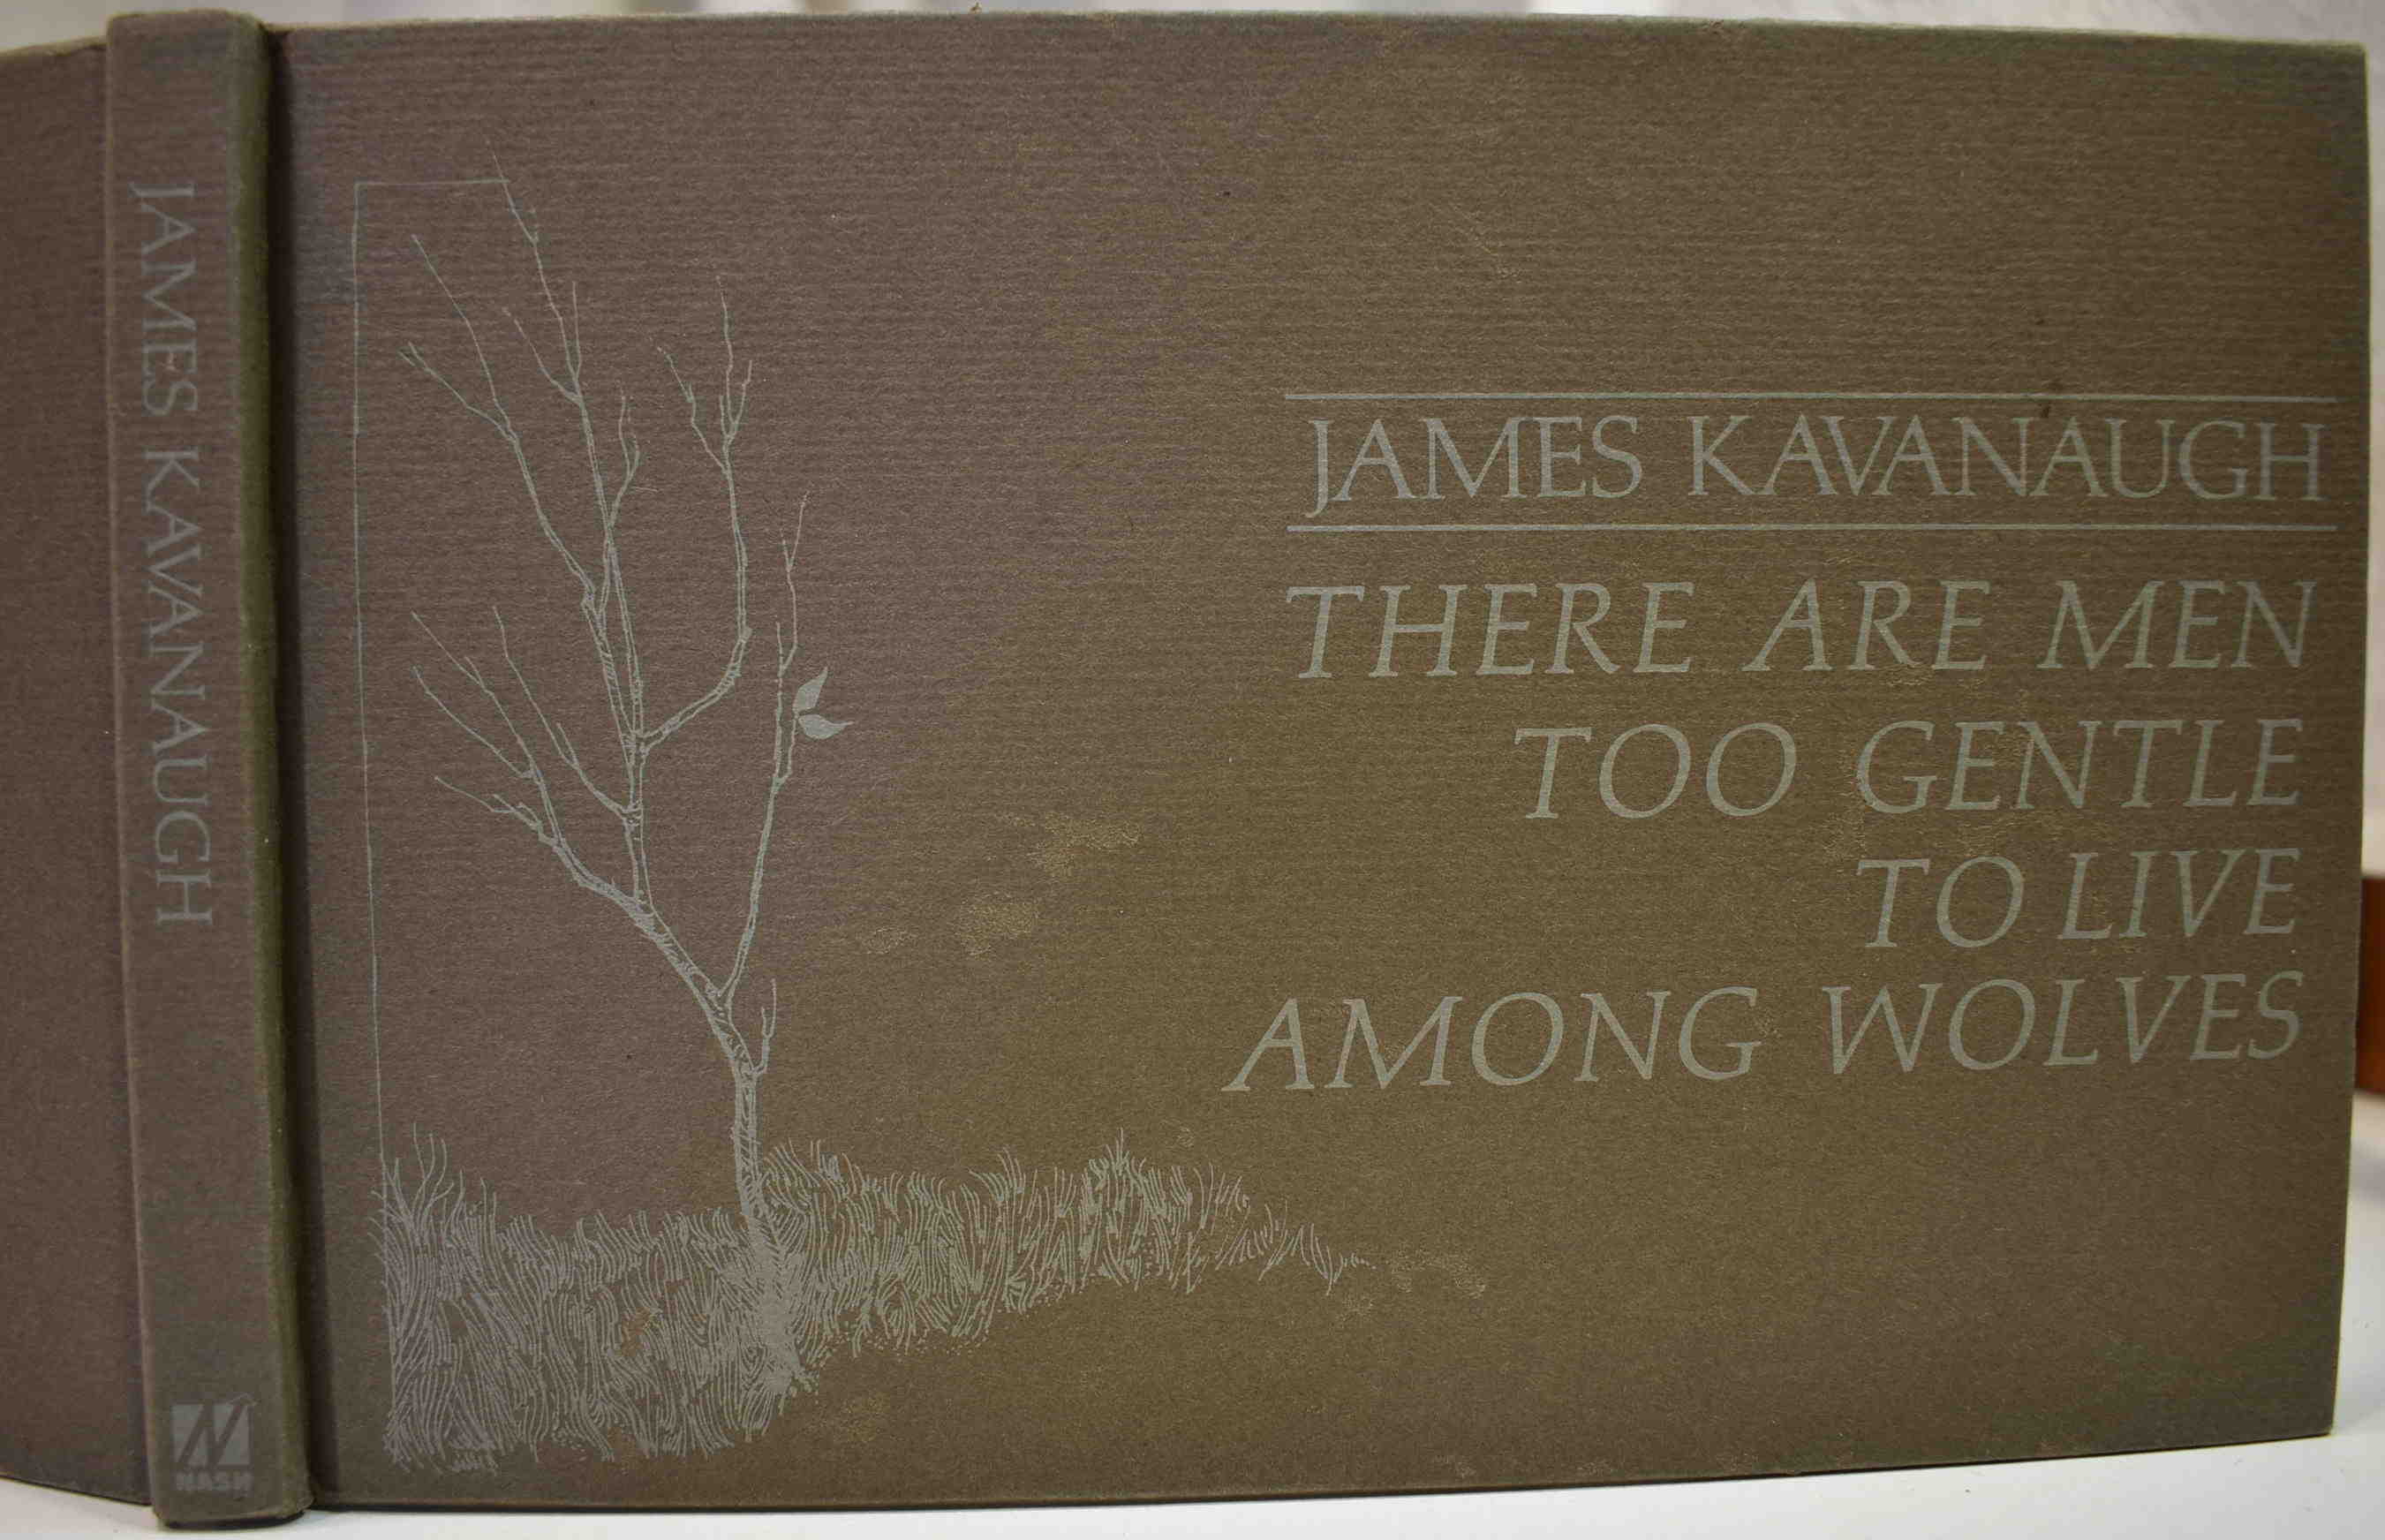 JAMES KAVANAUGH
NASH
JAMES KAVANAUGH
THERE ARE MEN
TOO GENTLE
TO LIVE
AMONG WOLVES